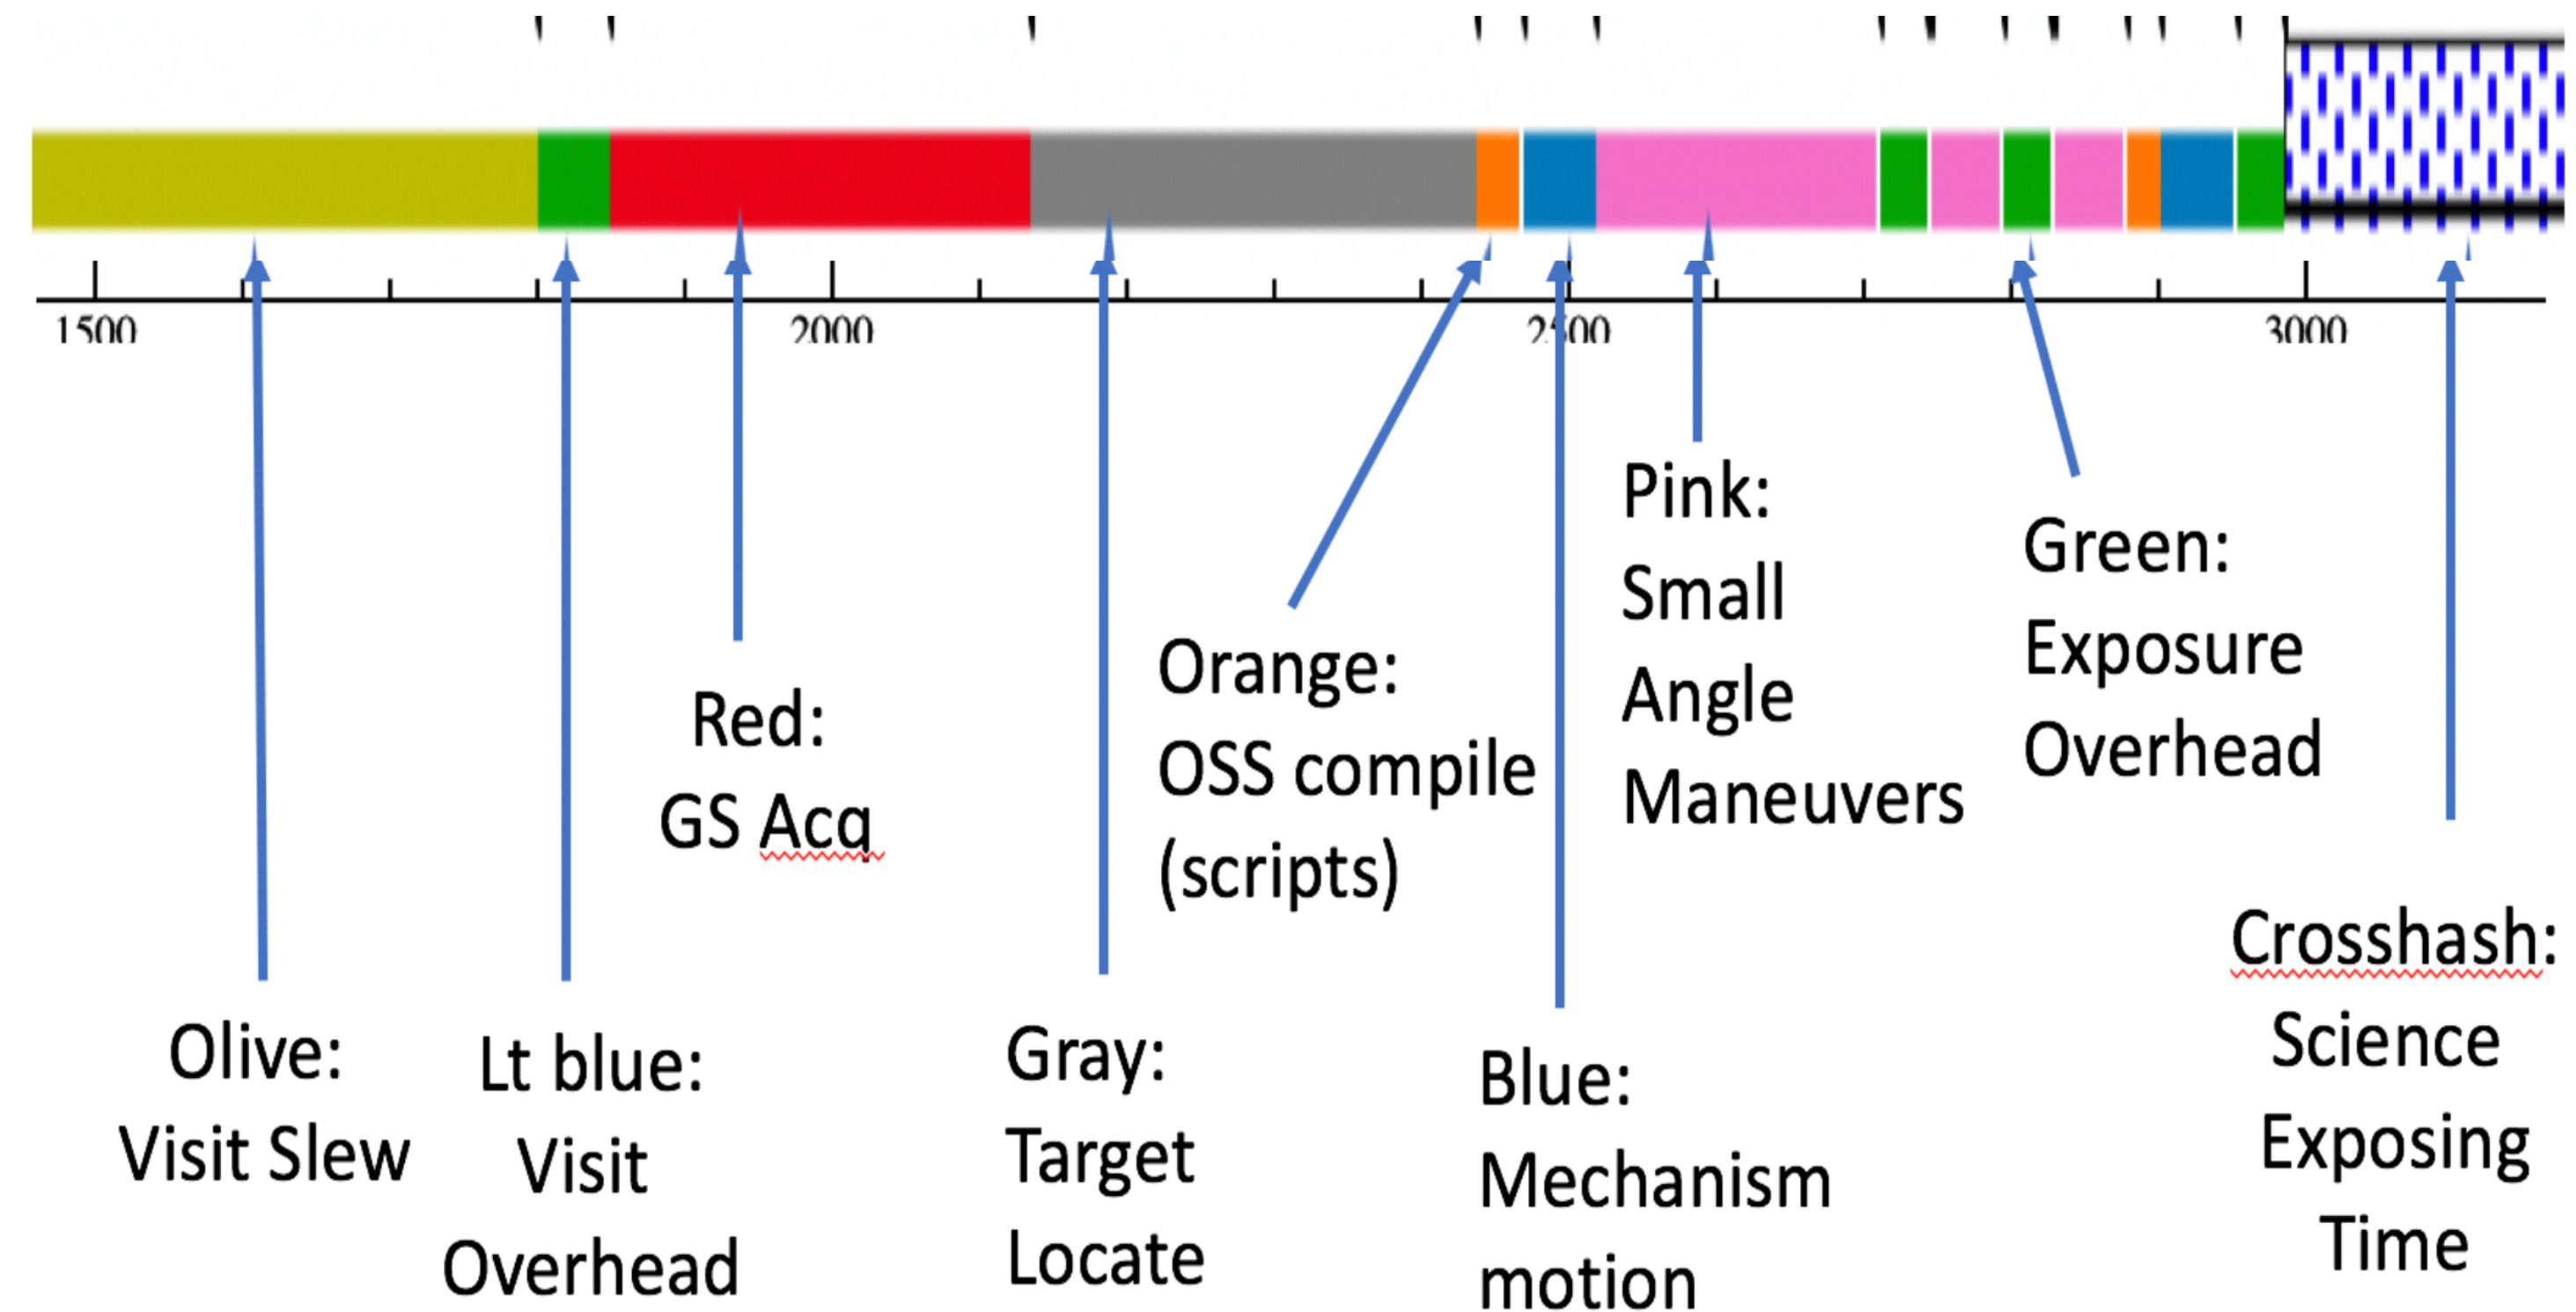 1500 2000 2500 3000
Olive:
Visit Slew
Lt blue:
Visit
Overhead
Red:
GS Acq
Gray:
Target
Locate
Orange:
OSS compile
(scripts)
Blue:
Mechanism
motion
Pink:
Small
Angle
Maneuvers
Green:
Exposure
Overhead
Crosshash:
Science
Exposing
Time